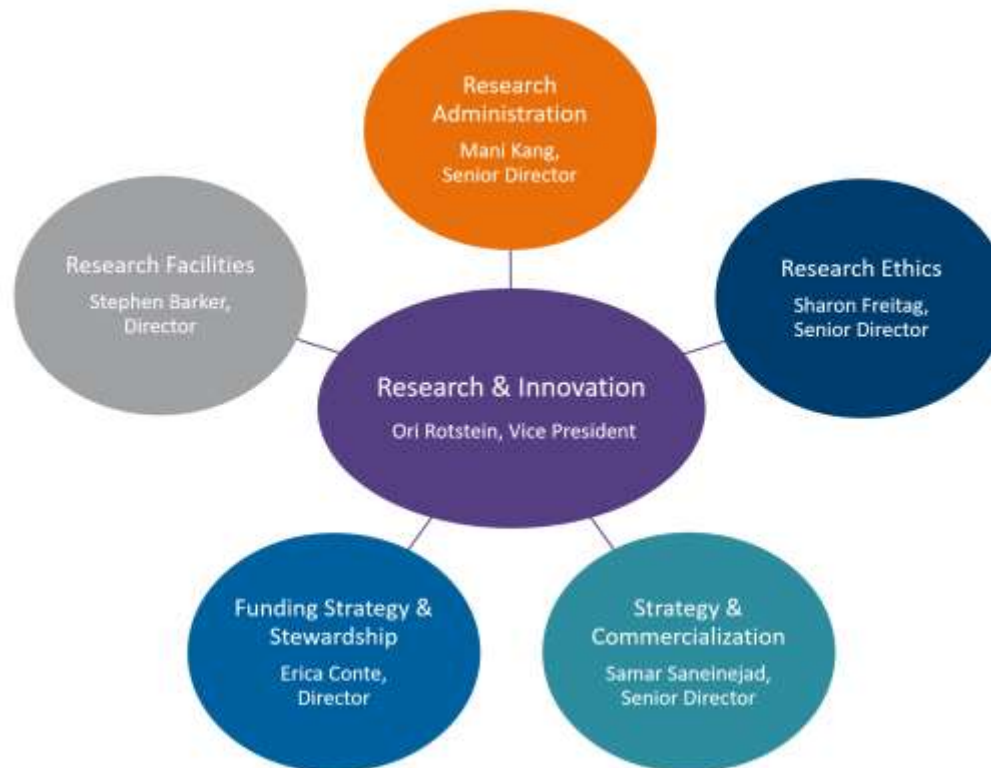 Research
Administration
Mani Kang,
Senior Director
Research Facilities
Stephen Barker,
Director
Research Ethics
Sharon Freitag,
Senior Director
Research & Innovation
Ori Rotstein, Vice President
Funding Strategy &
Stewardship
Erica Conte,
Director
Strategy &
Commercialization
Samar Saneinejad,
Senior Director